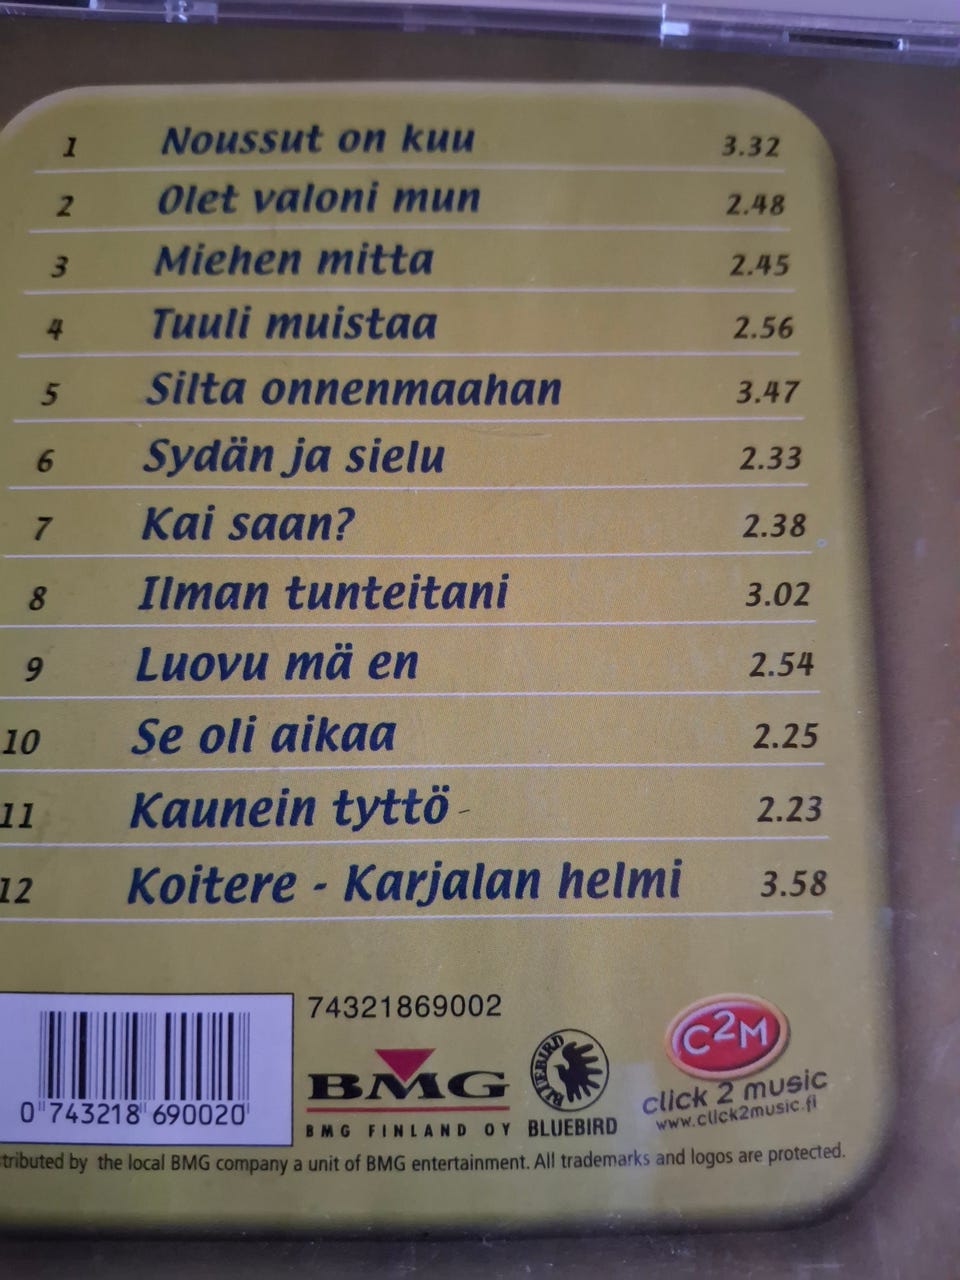 1 Noussut on kuu 3.32
2 Olet valoni mun 2.48
3 Miehen mitta 2.45
4 Tuuli muistaa 2.56
5 Silta onnenmaahan 3.47
6 Sydän ja sielu 2.33
7 Kai saan? 2.38
8 Ilman tunteitani 3.02
9 Luovu mä en 2.54
10 Se oli aikaa 2.25
11 Kaunein tyttö 2.23
12 Koitere - Karjalan helmi 3.58
74321869002
0 743218 690020
BMG
BMG FINLAND OY
BLUEBIRD
BLUEBIRD
C2M
click 2 music
www.click2music.fi
tributed by the local BMG company a unit of BMG entertainment. All trademarks and logos are protected.